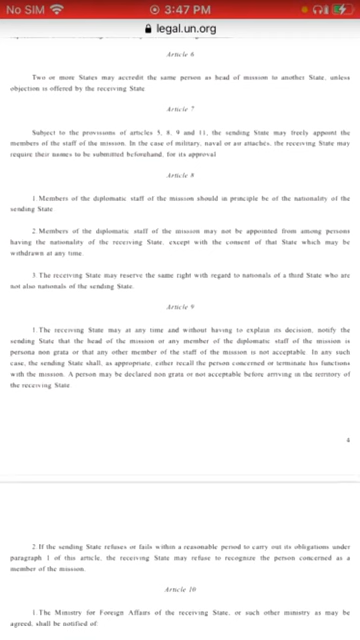 No SIM 3:47 PM
legal.un.org
Article 6
Two or more States may accredit the same person as head of mission to another State, unless
objection is offered by the receiving State
Article 7
Subject to the provisions of articles 5, 8, 9 and 11, the sending State may freely appoint the
members of the staff of the mission. In the case of military, naval or air attachés, the receiving State may
require their names to be submitted beforehand, for its approval
Article 8
1. Members of the diplomatic staff of the mission should in principle be of the nationality of the
sending State
2. Members of the diplomatic staff of the mission may not be appointed from among persons
having the nationality of the receiving State, except with the consent of that State which may be
withdrawn at any time.
3. The receiving State may reserve the same right with regard to nationals of a third State who are
not also nationals of the sending State.
Article 9
1. The receiving State may at any time and without having to explain its decision, notify the
sending State that the head of the mission or any member of the diplomatic staff of the mission is
persona non grata or that any other member of the staff of the mission is not acceptable. In any such
case, the sending State shall, as appropriate, either recall the person concerned or terminate his functions
with the mission. A person may be declared non grata or not acceptable before arriving in the territory of
the receiving State
4
2. If the sending State refuses or fails within a reasonable period to carry out its obligations under
paragraph 1 of this article, the receiving State may refuse to recognize the person concerned as a
member of the mission.
Article 10
1. The Ministry for Foreign Affairs of the receiving State, or such other ministry as may be
agreed, shall be notified of